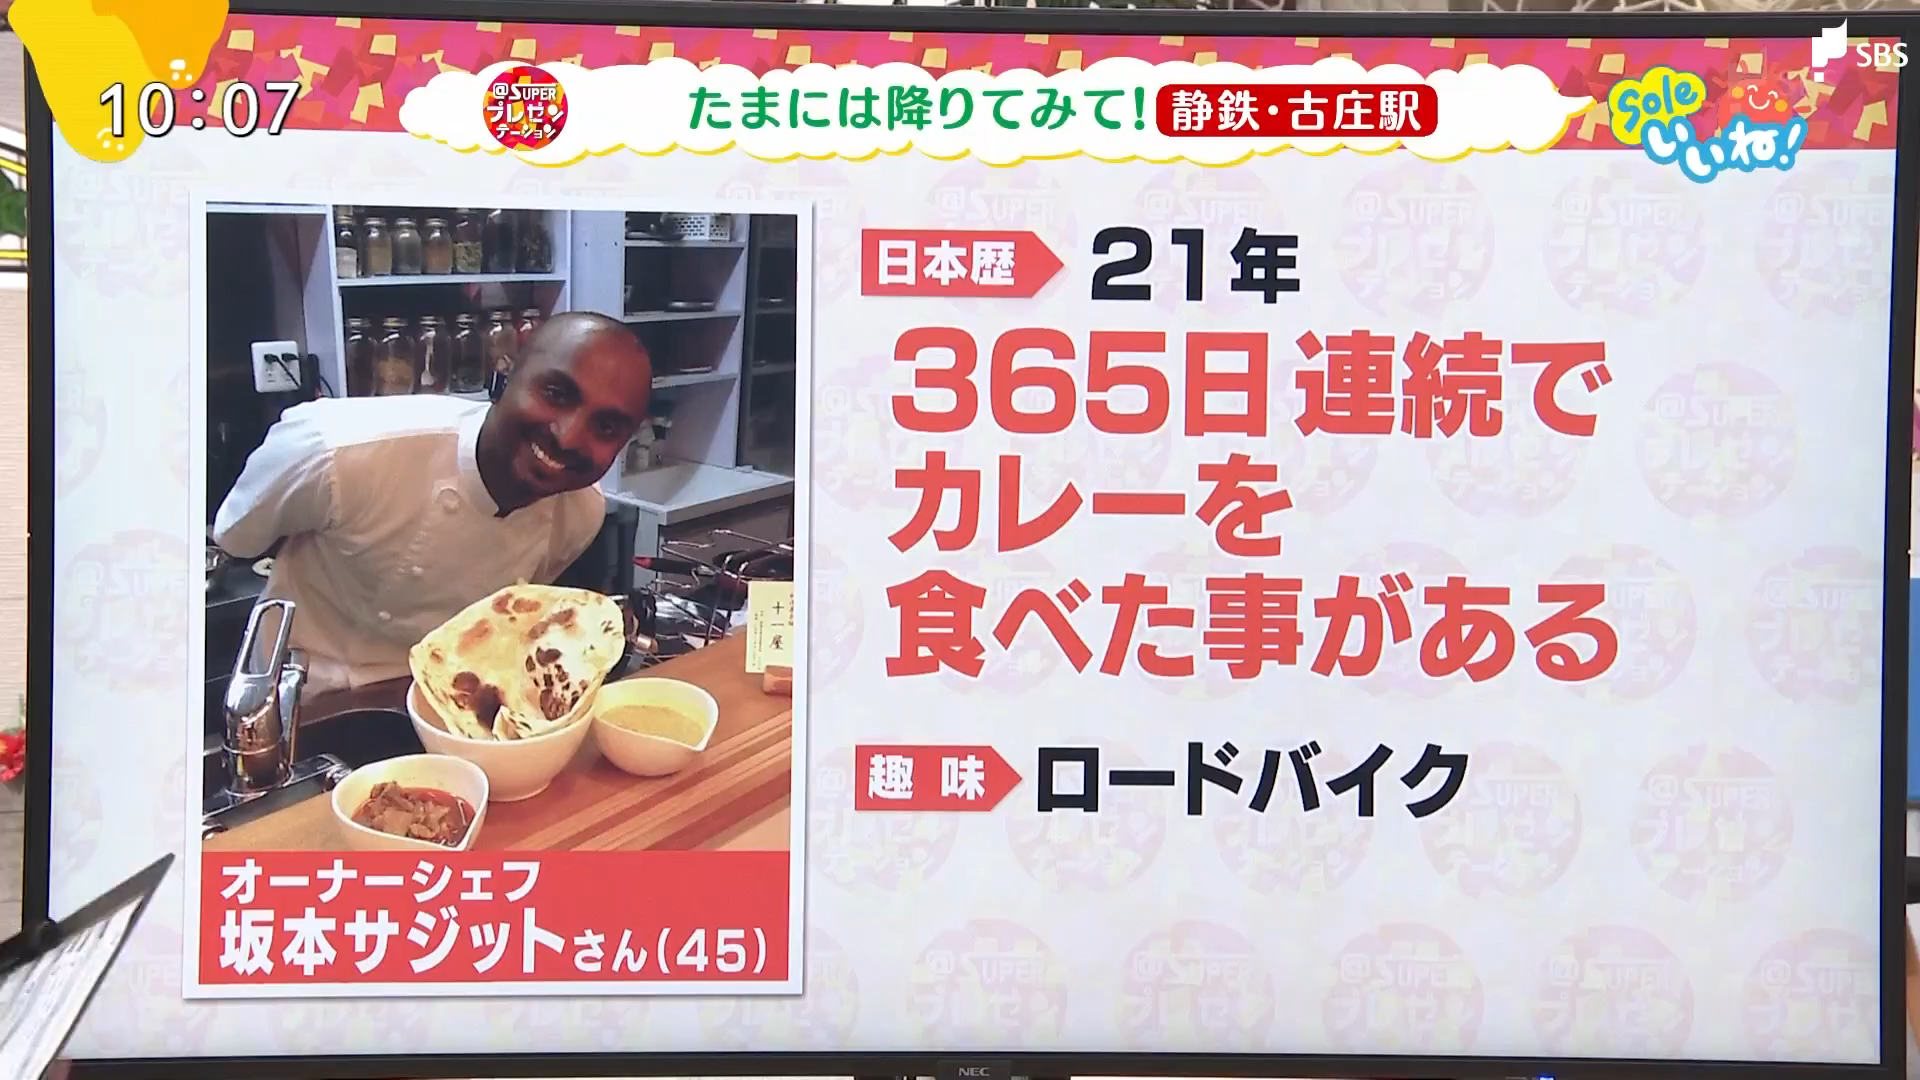 10:07
@SUPER
プレゼン
テーション
たまには降りてみて！
静鉄・古庄駅
Sole
いいね！
SBS
日本歴
21年
365日連続で
カレーを
食べた事がある
趣味
ロードバイク
十一屋
オーナーシェフ
坂本サジットさん(45)
NEC